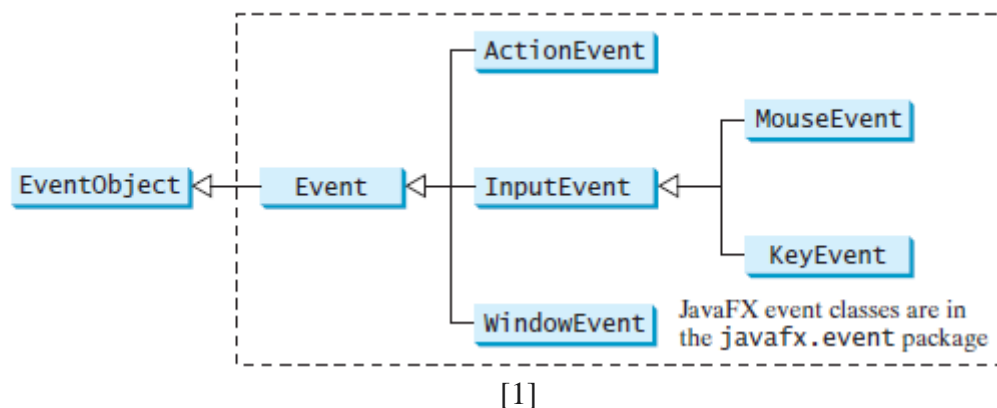 ActionEvent
MouseEvent
EventObject
Event
InputEvent
KeyEvent
WindowEvent
JavaFX event classes are in
the javafx.event package
[1]